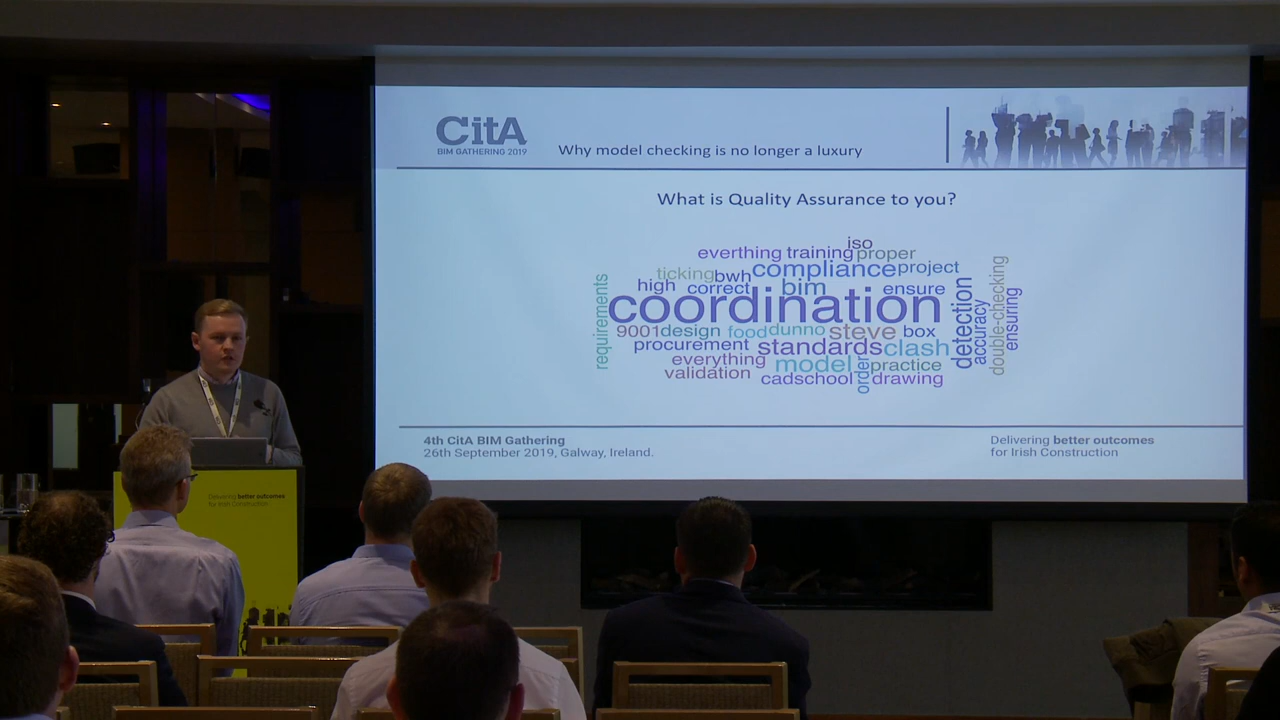 CitA
BIM GATHERING 2019
Why model checking is no longer a luxury
What is Quality Assurance to you?
iso
everthing training proper
ticking bwh compliance project
high correct bim ensure
requirements
coordination
detection
accuracy
double-checking
ensuring
9001 design food dunno steve box
procurement standards clash
everything model practice
validation cadschool order drawing
4th CitA BIM Gathering
26th September 2019, Galway, Ireland.
Delivering better outcomes
for Irish Construction
Delivering better outcomes
for Irish Construction